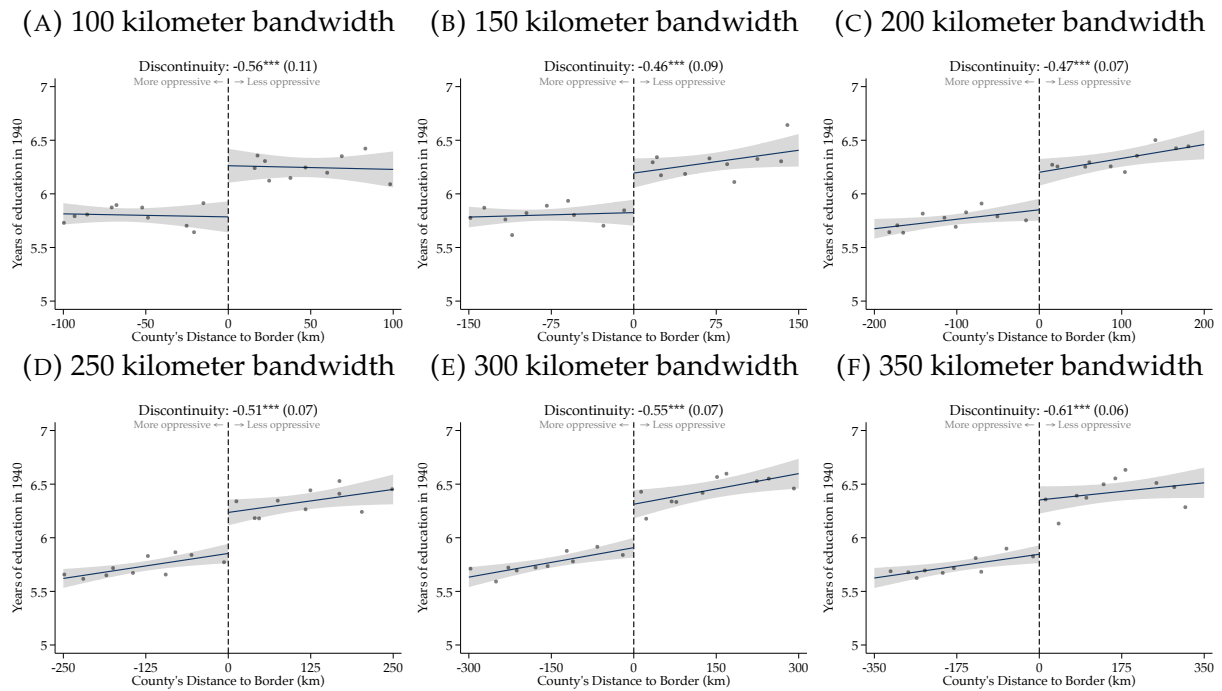 (A) 100 kilometer bandwidth
Discontinuity: -0.56*** (0.11)
More oppressive ← → Less oppressive
Years of education in 1940
7
6.5
6
5.5
5
-100 -50 0 50 100
County's Distance to Border (km)
(B) 150 kilometer bandwidth
Discontinuity: -0.46*** (0.09)
More oppressive ← → Less oppressive
Years of education in 1940
7
6.5
6
5.5
5
-150 -75 0 75 150
County's Distance to Border (km)
(C) 200 kilometer bandwidth
Discontinuity: -0.47*** (0.07)
More oppressive ← → Less oppressive
Years of education in 1940
7
6.5
6
5.5
5
-200 -100 0 100 200
County's Distance to Border (km)
(D) 250 kilometer bandwidth
Discontinuity: -0.51*** (0.07)
More oppressive ← → Less oppressive
Years of education in 1940
7
6.5
6
5.5
5
-250 -125 0 125 250
County's Distance to Border (km)
(E) 300 kilometer bandwidth
Discontinuity: -0.55*** (0.07)
More oppressive ← → Less oppressive
Years of education in 1940
7
6.5
6
5.5
5
-300 -150 0 150 300
County's Distance to Border (km)
(F) 350 kilometer bandwidth
Discontinuity: -0.61*** (0.06)
More oppressive ← → Less oppressive
Years of education in 1940
7
6.5
6
5.5
5
-350 -175 0 175 350
County's Distance to Border (km)